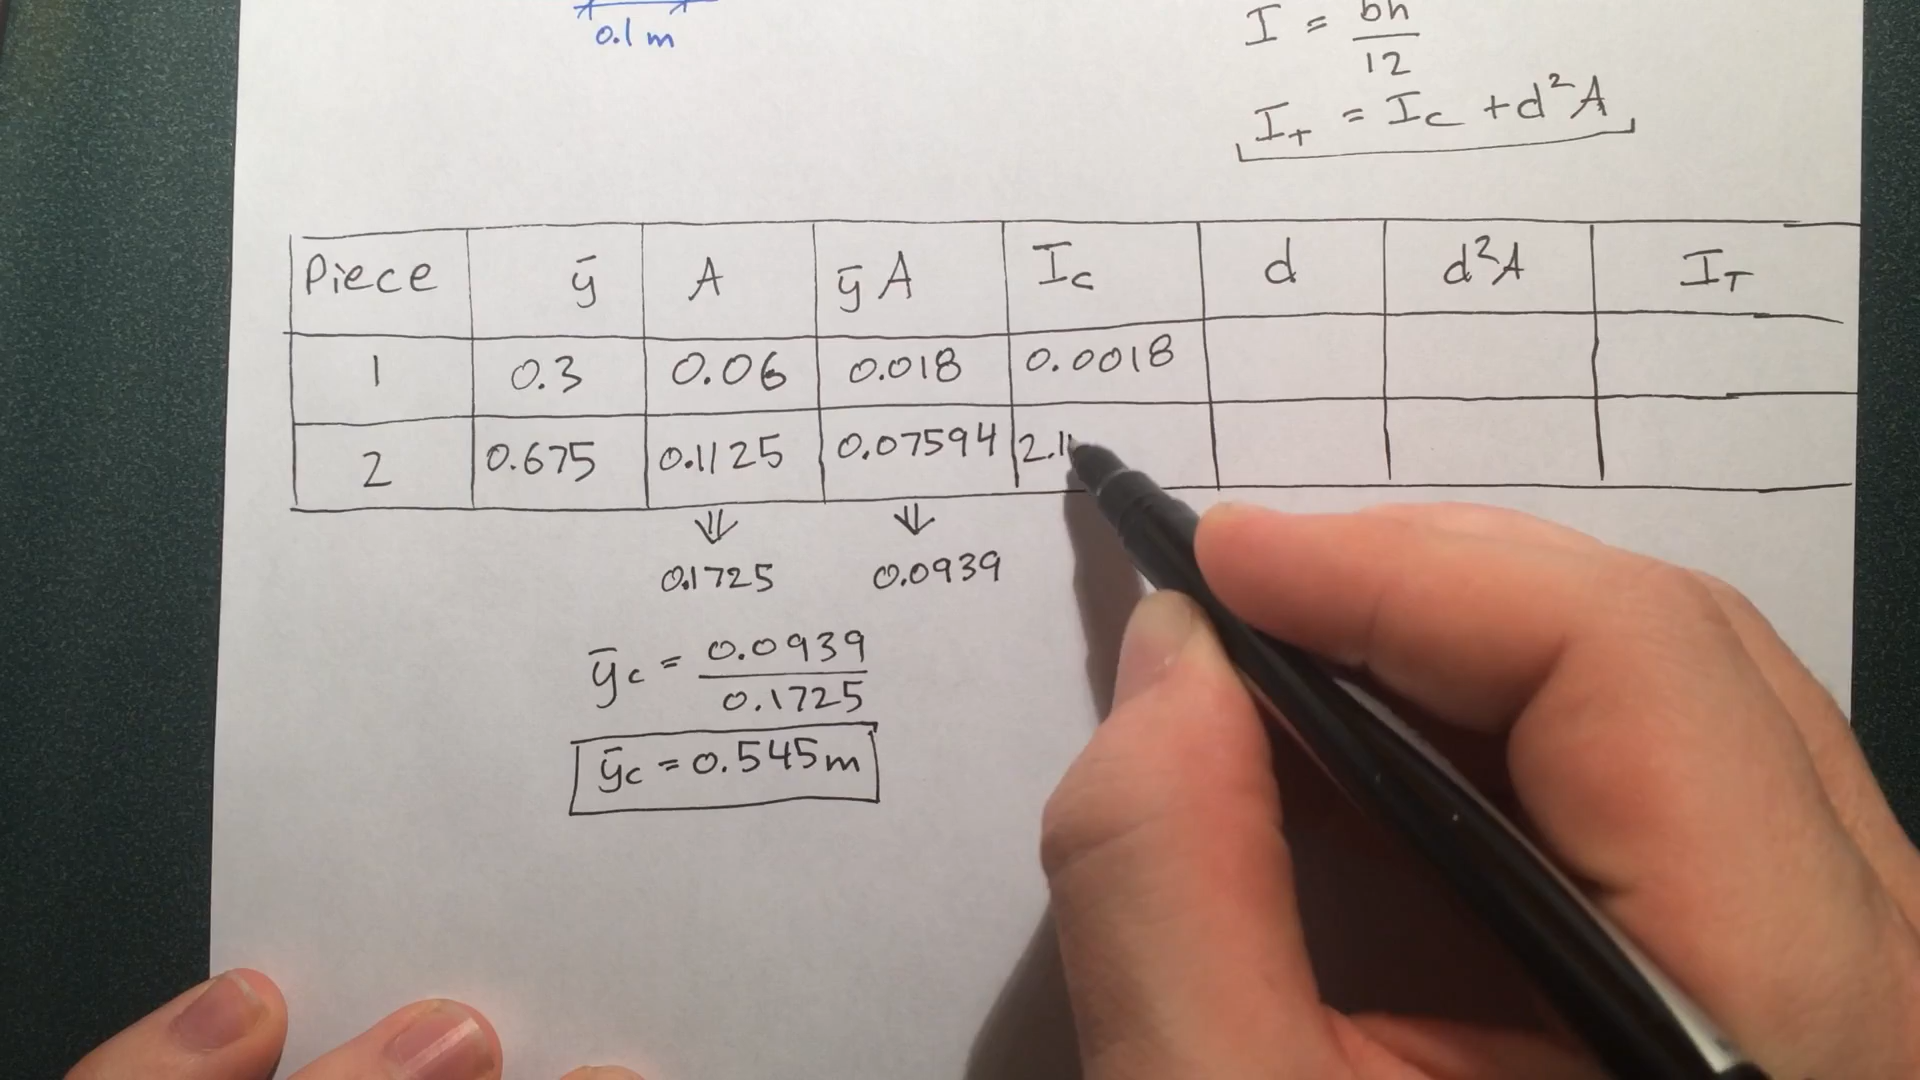 0.1 m
I = bh
12
I_T = I_C + d²A
Piece ȳ A ȳA I_C d d²A I_T
1 0.3 0.06 0.018 0.0018
2 0.675 0.1125 0.07594 2.1
0.1725 0.0939
ȳc = 0.0939
0.1725
ȳc = 0.545m